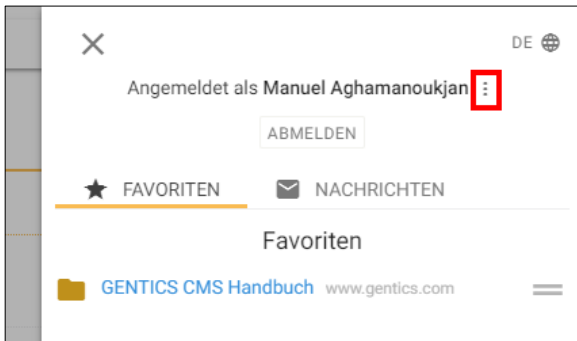 DE
Angemeldet als Manuel Aghamanoukjan
ABMELDEN
FAVORITEN NACHRICHTEN
Favoriten
GENTICS CMS Handbuch www.gentics.com